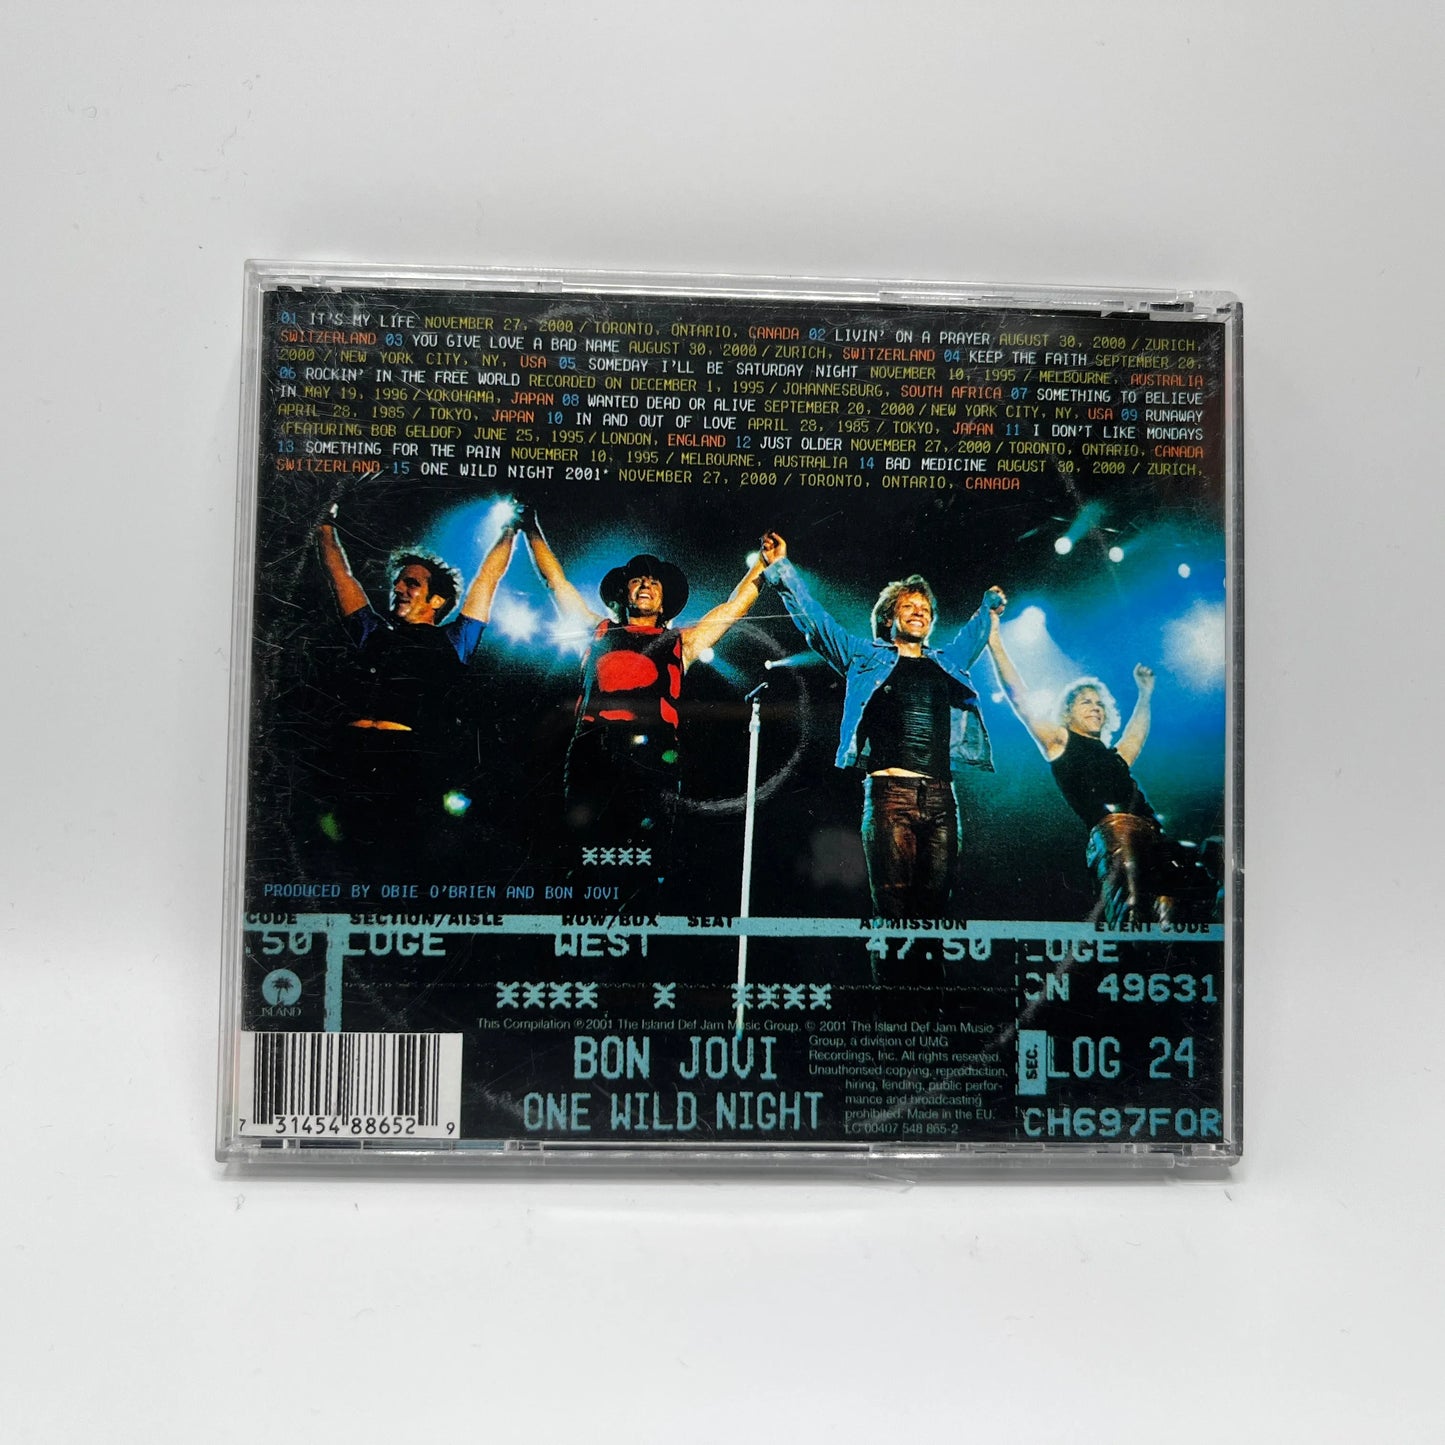 01 IT'S MY LIFE NOVEMBER 27, 2000 / TORONTO, ONTARIO, CANADA 02 LIVIN' ON A PRAYER AUGUST 30, 2000 / ZURICH,
SWITZERLAND 03 YOU GIVE LOVE A BAD NAME AUGUST 30, 2000 / ZURICH, SWITZERLAND 04 KEEP THE FAITH SEPTEMBER 20,
2000 / NEW YORK CITY, NY, USA 05 SOMEDAY I'LL BE SATURDAY NIGHT NOVEMBER 10, 1995 / MELBOURNE, AUSTRALIA
06 ROCKIN' IN THE FREE WORLD RECORDED ON DECEMBER 1, 1995 / JOHANNESBURG, SOUTH AFRICA 07 SOMETHING TO BELIEVE
IN MAY 19, 1996 / YOKOHAMA, JAPAN 08 WANTED DEAD OR ALIVE SEPTEMBER 20, 2000 / NEW YORK CITY, NY, USA 09 RUNAWAY
APRIL 28, 1985 / TOKYO, JAPAN 10 IN AND OUT OF LOVE APRIL 28, 1985 / TOKYO, JAPAN 11 I DON'T LIKE MONDAYS
(FEATURING BOB GELDOF) JUNE 25, 1995 / LONDON, ENGLAND 12 JUST OLDER NOVEMBER 27, 2000 / TORONTO, ONTARIO, CANADA
13 SOMETHING FOR THE PAIN NOVEMBER 10, 1995 / MELBOURNE, AUSTRALIA 14 BAD MEDICINE AUGUST 30, 2000 / ZURICH,
SWITZERLAND 15 ONE WILD NIGHT 2001* NOVEMBER 27, 2000 / TORONTO, ONTARIO, CANADA
****
PRODUCED BY OBIE O'BRIEN AND BON JOVI
CODE SECTION/AISLE ROW/BOX SEAT ADMISSION EVENT CODE
.50 LOGE WEST 47.50 LOGE
CN 49631
**** * ****
ISLAND
This Compilation ℗ 2001 The Island Def Jam Music Group. © 2001 The Island Def Jam Music
Group, a division of UMG
Recordings, Inc. All rights reserved.
Unauthorised copying, reproduction,
hiring, lending, public perfor-
mance and broadcasting
prohibited. Made in the EU.
LC 00407 548 865-2
BON JOVI
ONE WILD NIGHT
SEC. LOG 24
CH697FOR
7 31454 88652 9